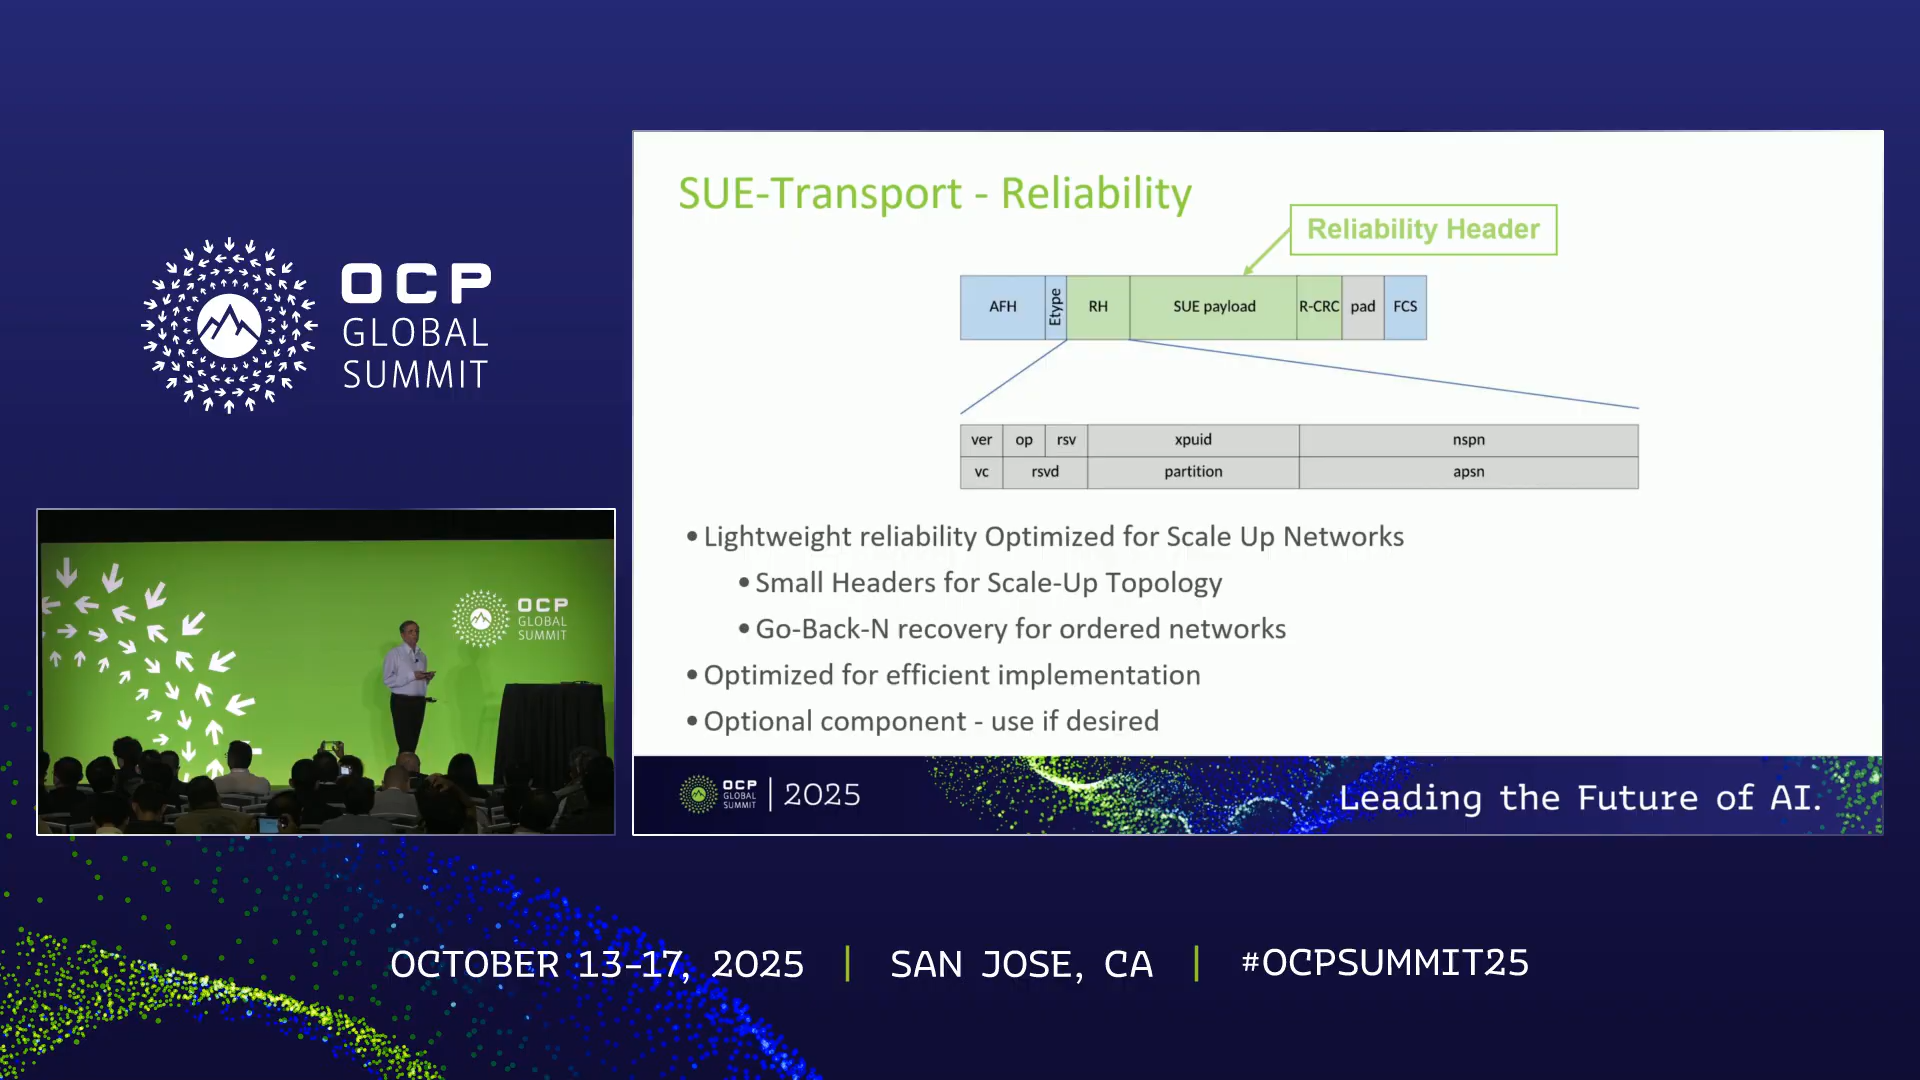 OCP
GLOBAL
SUMMIT
SUE-Transport - Reliability
Reliability Header
AFH Etype RH SUE payload R-CRC pad FCS
ver op rsv xpuid nspn
vc rsvd partition apsn
•Lightweight reliability Optimized for Scale Up Networks
•Small Headers for Scale-Up Topology
•Go-Back-N recovery for ordered networks
•Optimized for efficient implementation
•Optional component - use if desired
OCP
GLOBAL
SUMMIT
OCP
GLOBAL
SUMMIT
| 2025
Leading the Future of AI.
OCTOBER 13-17, 2025 | SAN JOSE, CA | #OCPSUMMIT25